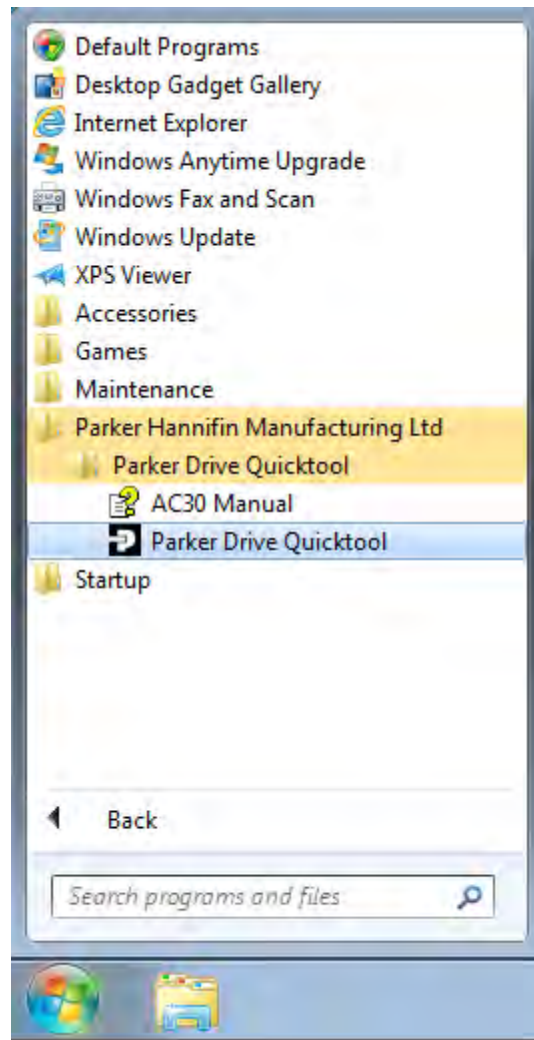 Default Programs
Desktop Gadget Gallery
Internet Explorer
Windows Anytime Upgrade
Windows Fax and Scan
Windows Update
XPS Viewer
Accessories
Games
Maintenance
Parker Hannifin Manufacturing Ltd
Parker Drive Quicktool
AC30 Manual
Parker Drive Quicktool
Startup
Back
Search programs and files